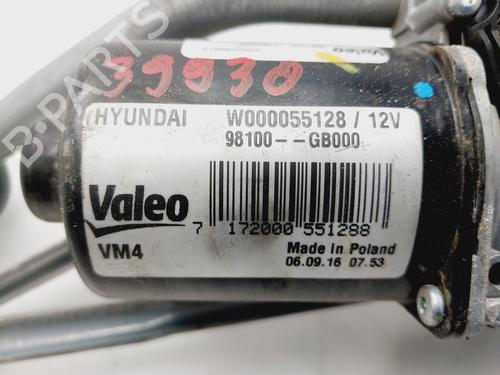 Valeo
39930
HYUNDAI W000055128 / 12V
98100--GB000
Valeo
7 172000 551288
VM4
Made in Poland
06.09.16 07.53
B-PARTS